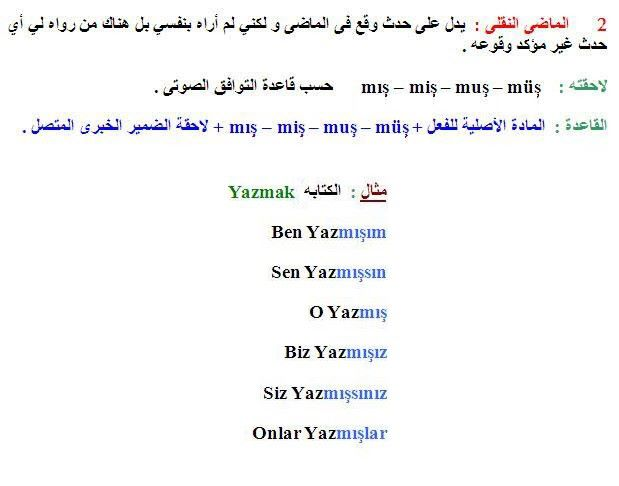 2 الماضى النقلى : يدل على حدث وقع فى الماضى و لكني لم أراه بنفسي بل هناك من رواه لي أي
حدث غير مؤكد وقوعه .
لاحقته : mış – miş – muş – müş حسب قاعدة التوافق الصوتى .
القاعدة : المادة الأصلية للفعل + mış – miş – muş – müş + لاحقة الضمير الخبرى المتصل .
مثال : الكتابه Yazmak
Ben Yazmışım
Sen Yazmışsın
O Yazmış
Biz Yazmışız
Siz Yazmışsınız
Onlar Yazmışlar